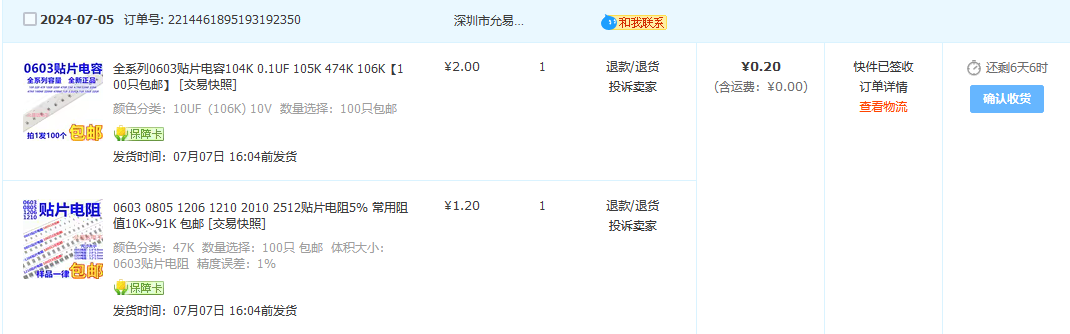 2024-07-05 订单号: 2214461895193192350 深圳市允易... 和我联系
0603贴片电容
全系列容量 全新正品
拍1发100个 包邮
全系列0603贴片电容104K 0.1UF 105K 474K 106K【1
00只包邮】 [交易快照]
颜色分类：10UF (106K) 10V 数量选择：100只包邮
保障卡
发货时间：07月07日 16:04前发货
¥2.00
1
退款/退货
投诉卖家
¥0.20
(含运费：¥0.00)
快件已签收
订单详情
查看物流
还剩6天6时
确认收货
0603
0805
1206
1210
贴片电阻
样品一律 包邮
0603 0805 1206 1210 2010 2512贴片电阻5% 常用阻
值10K~91K 包邮 [交易快照]
颜色分类：47K 数量选择：100只 包邮 体积大小：
0603贴片电阻 精度误差：1%
保障卡
发货时间：07月07日 16:04前发货
¥1.20
1
退款/退货
投诉卖家